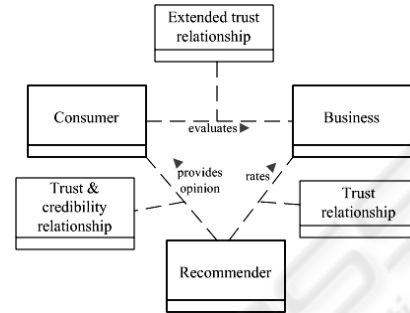 Extended trust
relationship
Consumer
Business
evaluates
provides
opinion
rates
Trust &
credibility
relationship
Trust
relationship
Recommender